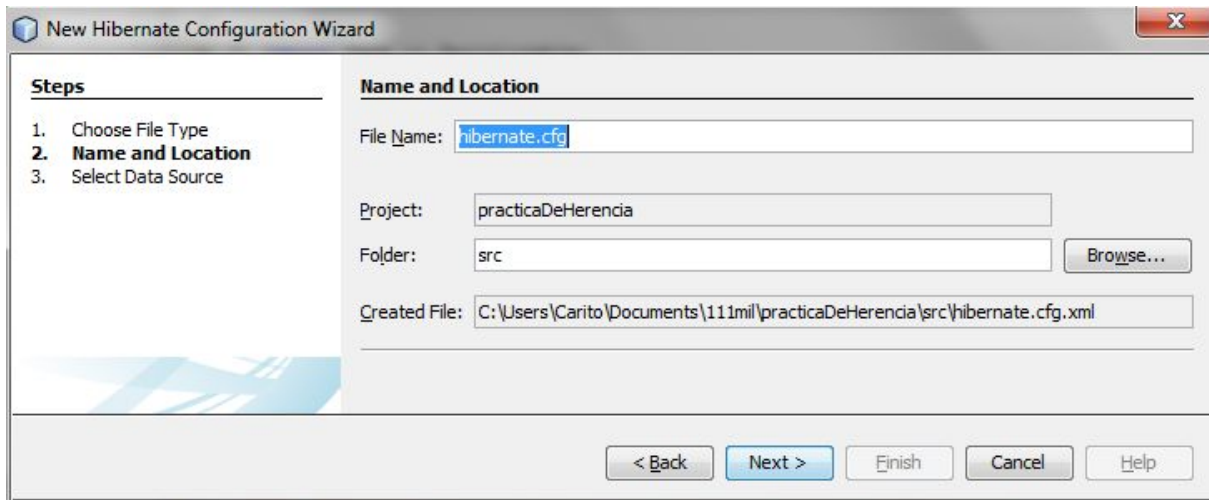 New Hibernate Configuration Wizard
X
Steps
1. Choose File Type
2. Name and Location
3. Select Data Source
Name and Location
File Name: hibernate.cfg
Project: practicaDeHerencia
Folder: src Browse...
Created File: C:\Users\Carito\Documents\111mil\practicaDeHerencia\src\hibernate.cfg.xml
< Back Next > Finish Cancel Help